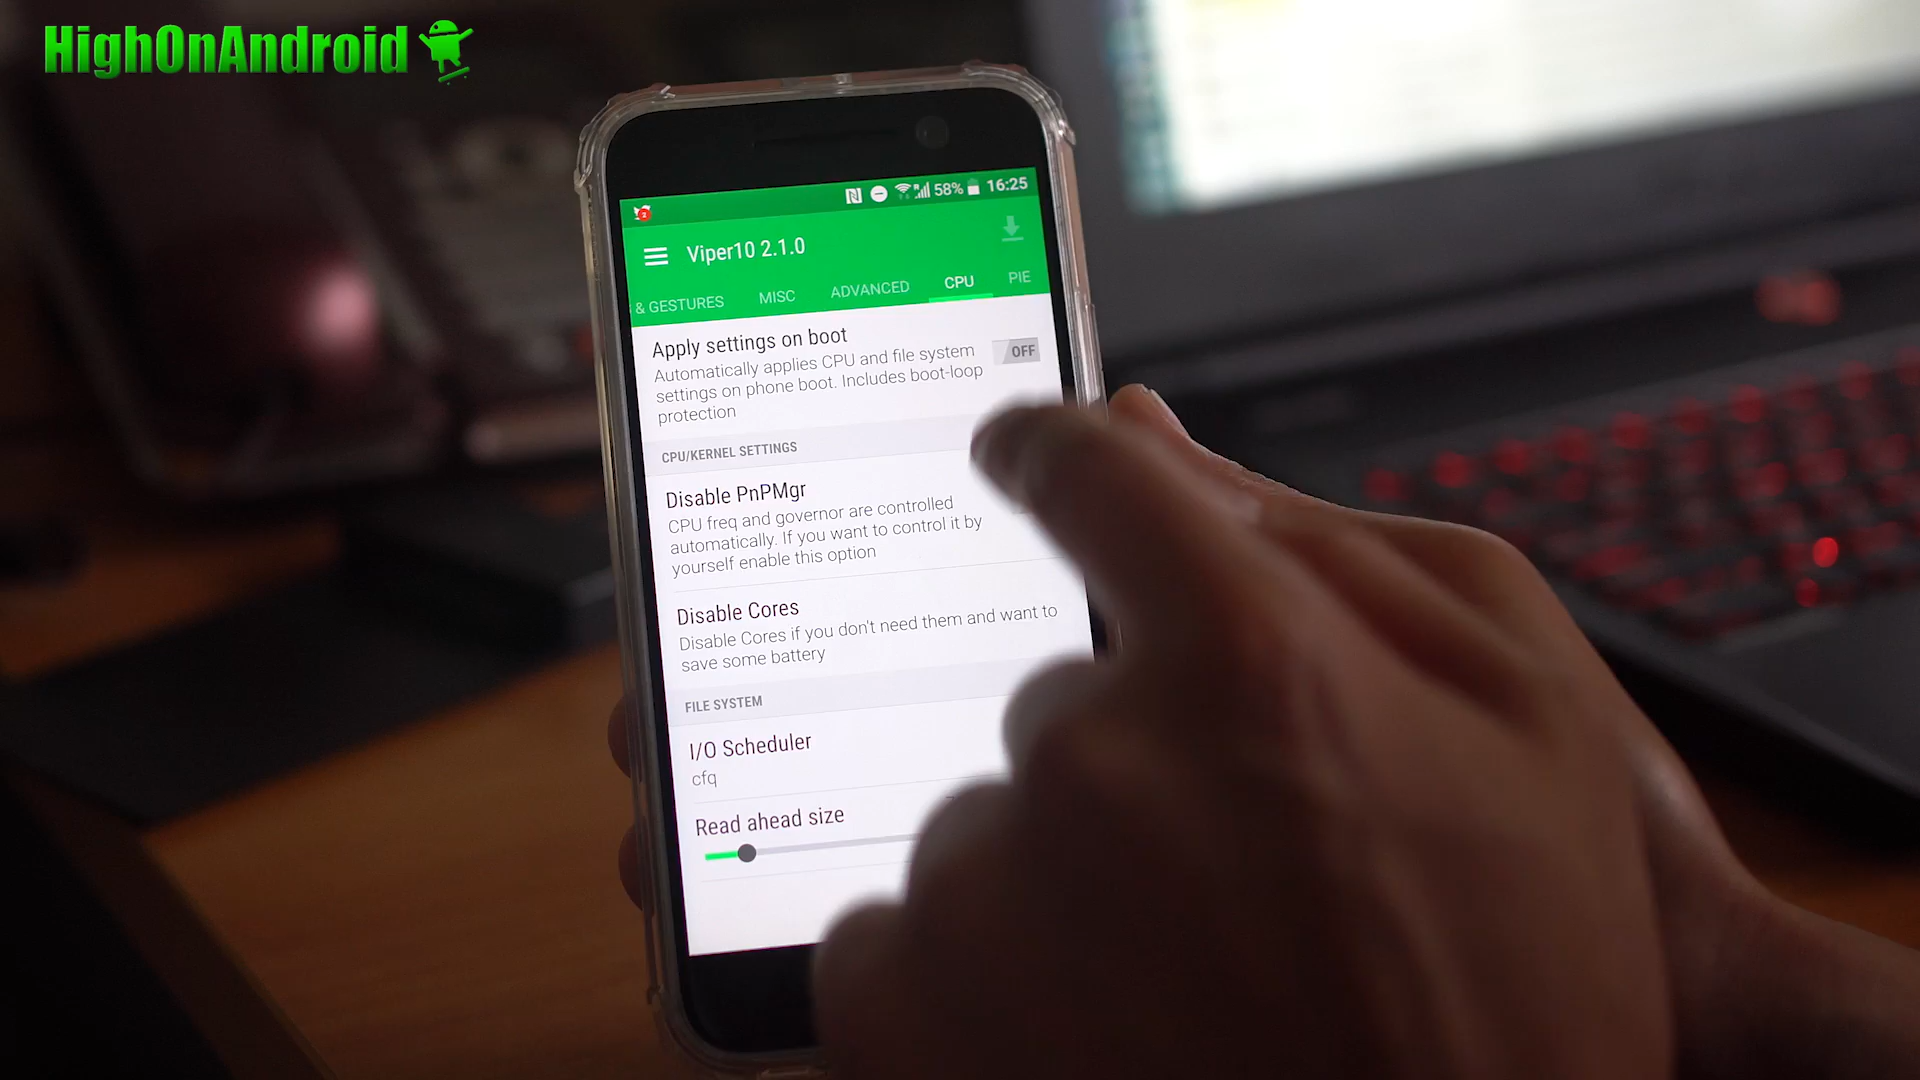 HighOnAndroid
58% 16:25
Viper10 2.1.0
& GESTURES MISC ADVANCED CPU PIE
Apply settings on boot
Automatically applies CPU and file system
settings on phone boot. Includes boot-loop
protection
OFF
CPU/KERNEL SETTINGS
Disable PnPMgr
CPU freq and governor are controlled
automatically. If you want to control it by
yourself enable this option
Disable Cores
Disable Cores if you don't need them and want to
save some battery
FILE SYSTEM
I/O Scheduler
cfq
Read ahead size